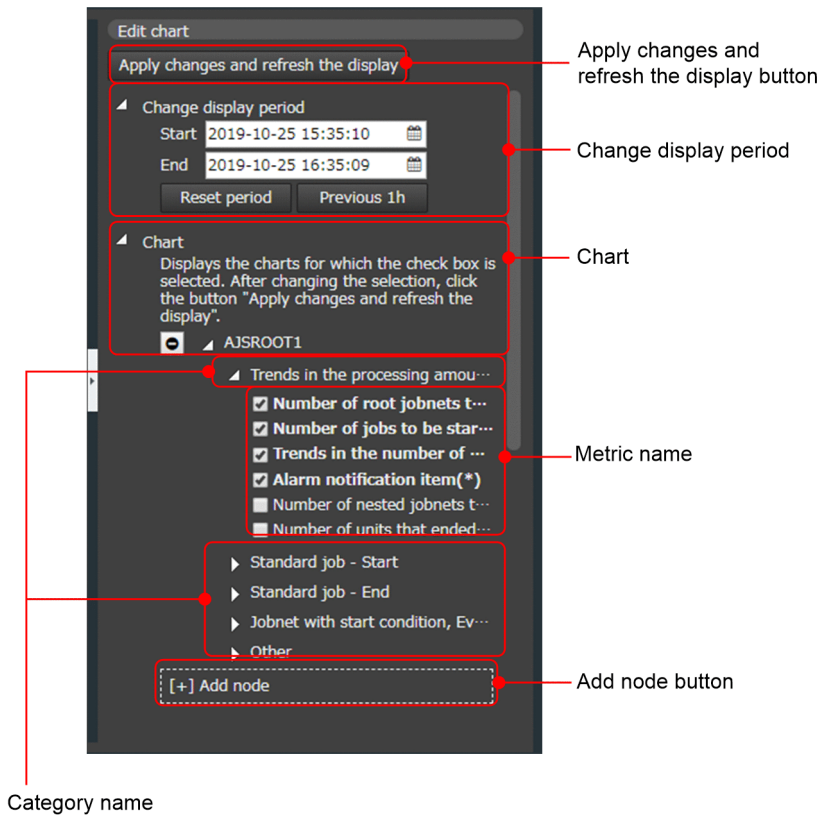 Edit chart
Apply changes and refresh the display
Apply changes and
refresh the display button
Change display period
Start 2019-10-25 15:35:10
End 2019-10-25 16:35:09
Change display period
Reset period Previous 1h
Chart
Chart
Displays the charts for which the check box is
selected. After changing the selection, click
the button "Apply changes and refresh the
display".
AJSROOT1
Trends in the processing amou…
Number of root jobnets t…
Number of jobs to be star…
Trends in the number of …
Metric name
Alarm notification item(*)
Number of nested jobnets t…
Number of units that ended…
Standard job - Start
Standard job - End
Jobnet with start condition, Ev…
Other
[+] Add node
Add node button
Category name